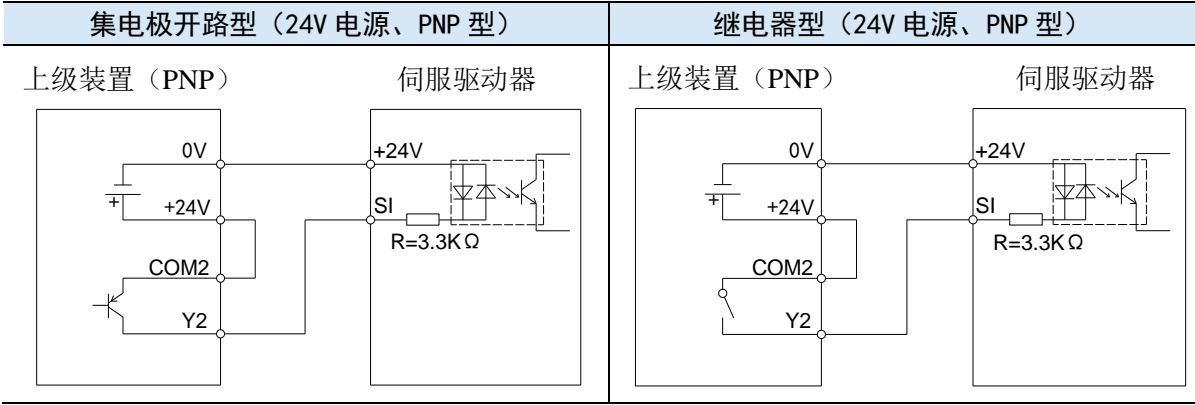 集电极开路型（24V 电源、PNP 型）
继电器型（24V 电源、PNP 型）
上级装置（PNP）
伺服驱动器
0V
+24V
+
+24V
SI
R=3.3KΩ
COM2
Y2
上级装置（PNP）
伺服驱动器
0V
+24V
+
+24V
SI
R=3.3KΩ
COM2
Y2